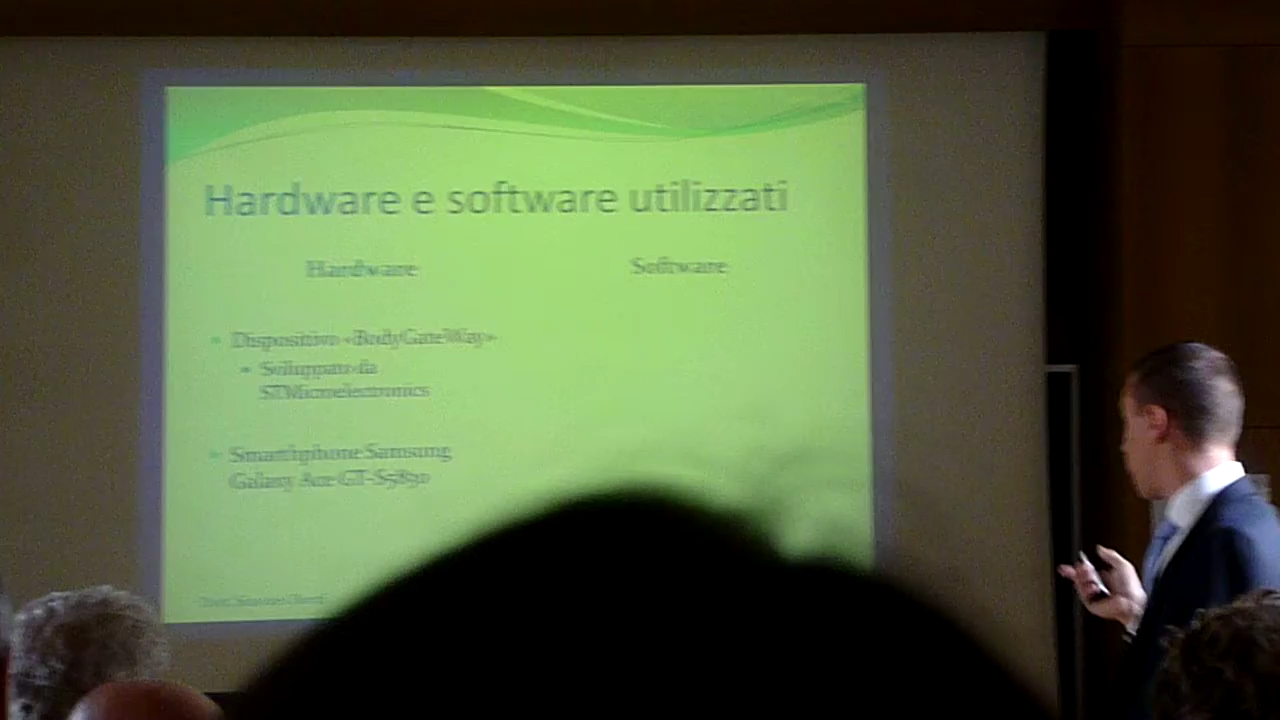 Hardware e software utilizzati
Hardware
Software
Dispositivo «BodyGateWay»
Sviluppato da
STMicroelectronics
Smartphone Samsung
Galaxy Ace GT-S5830